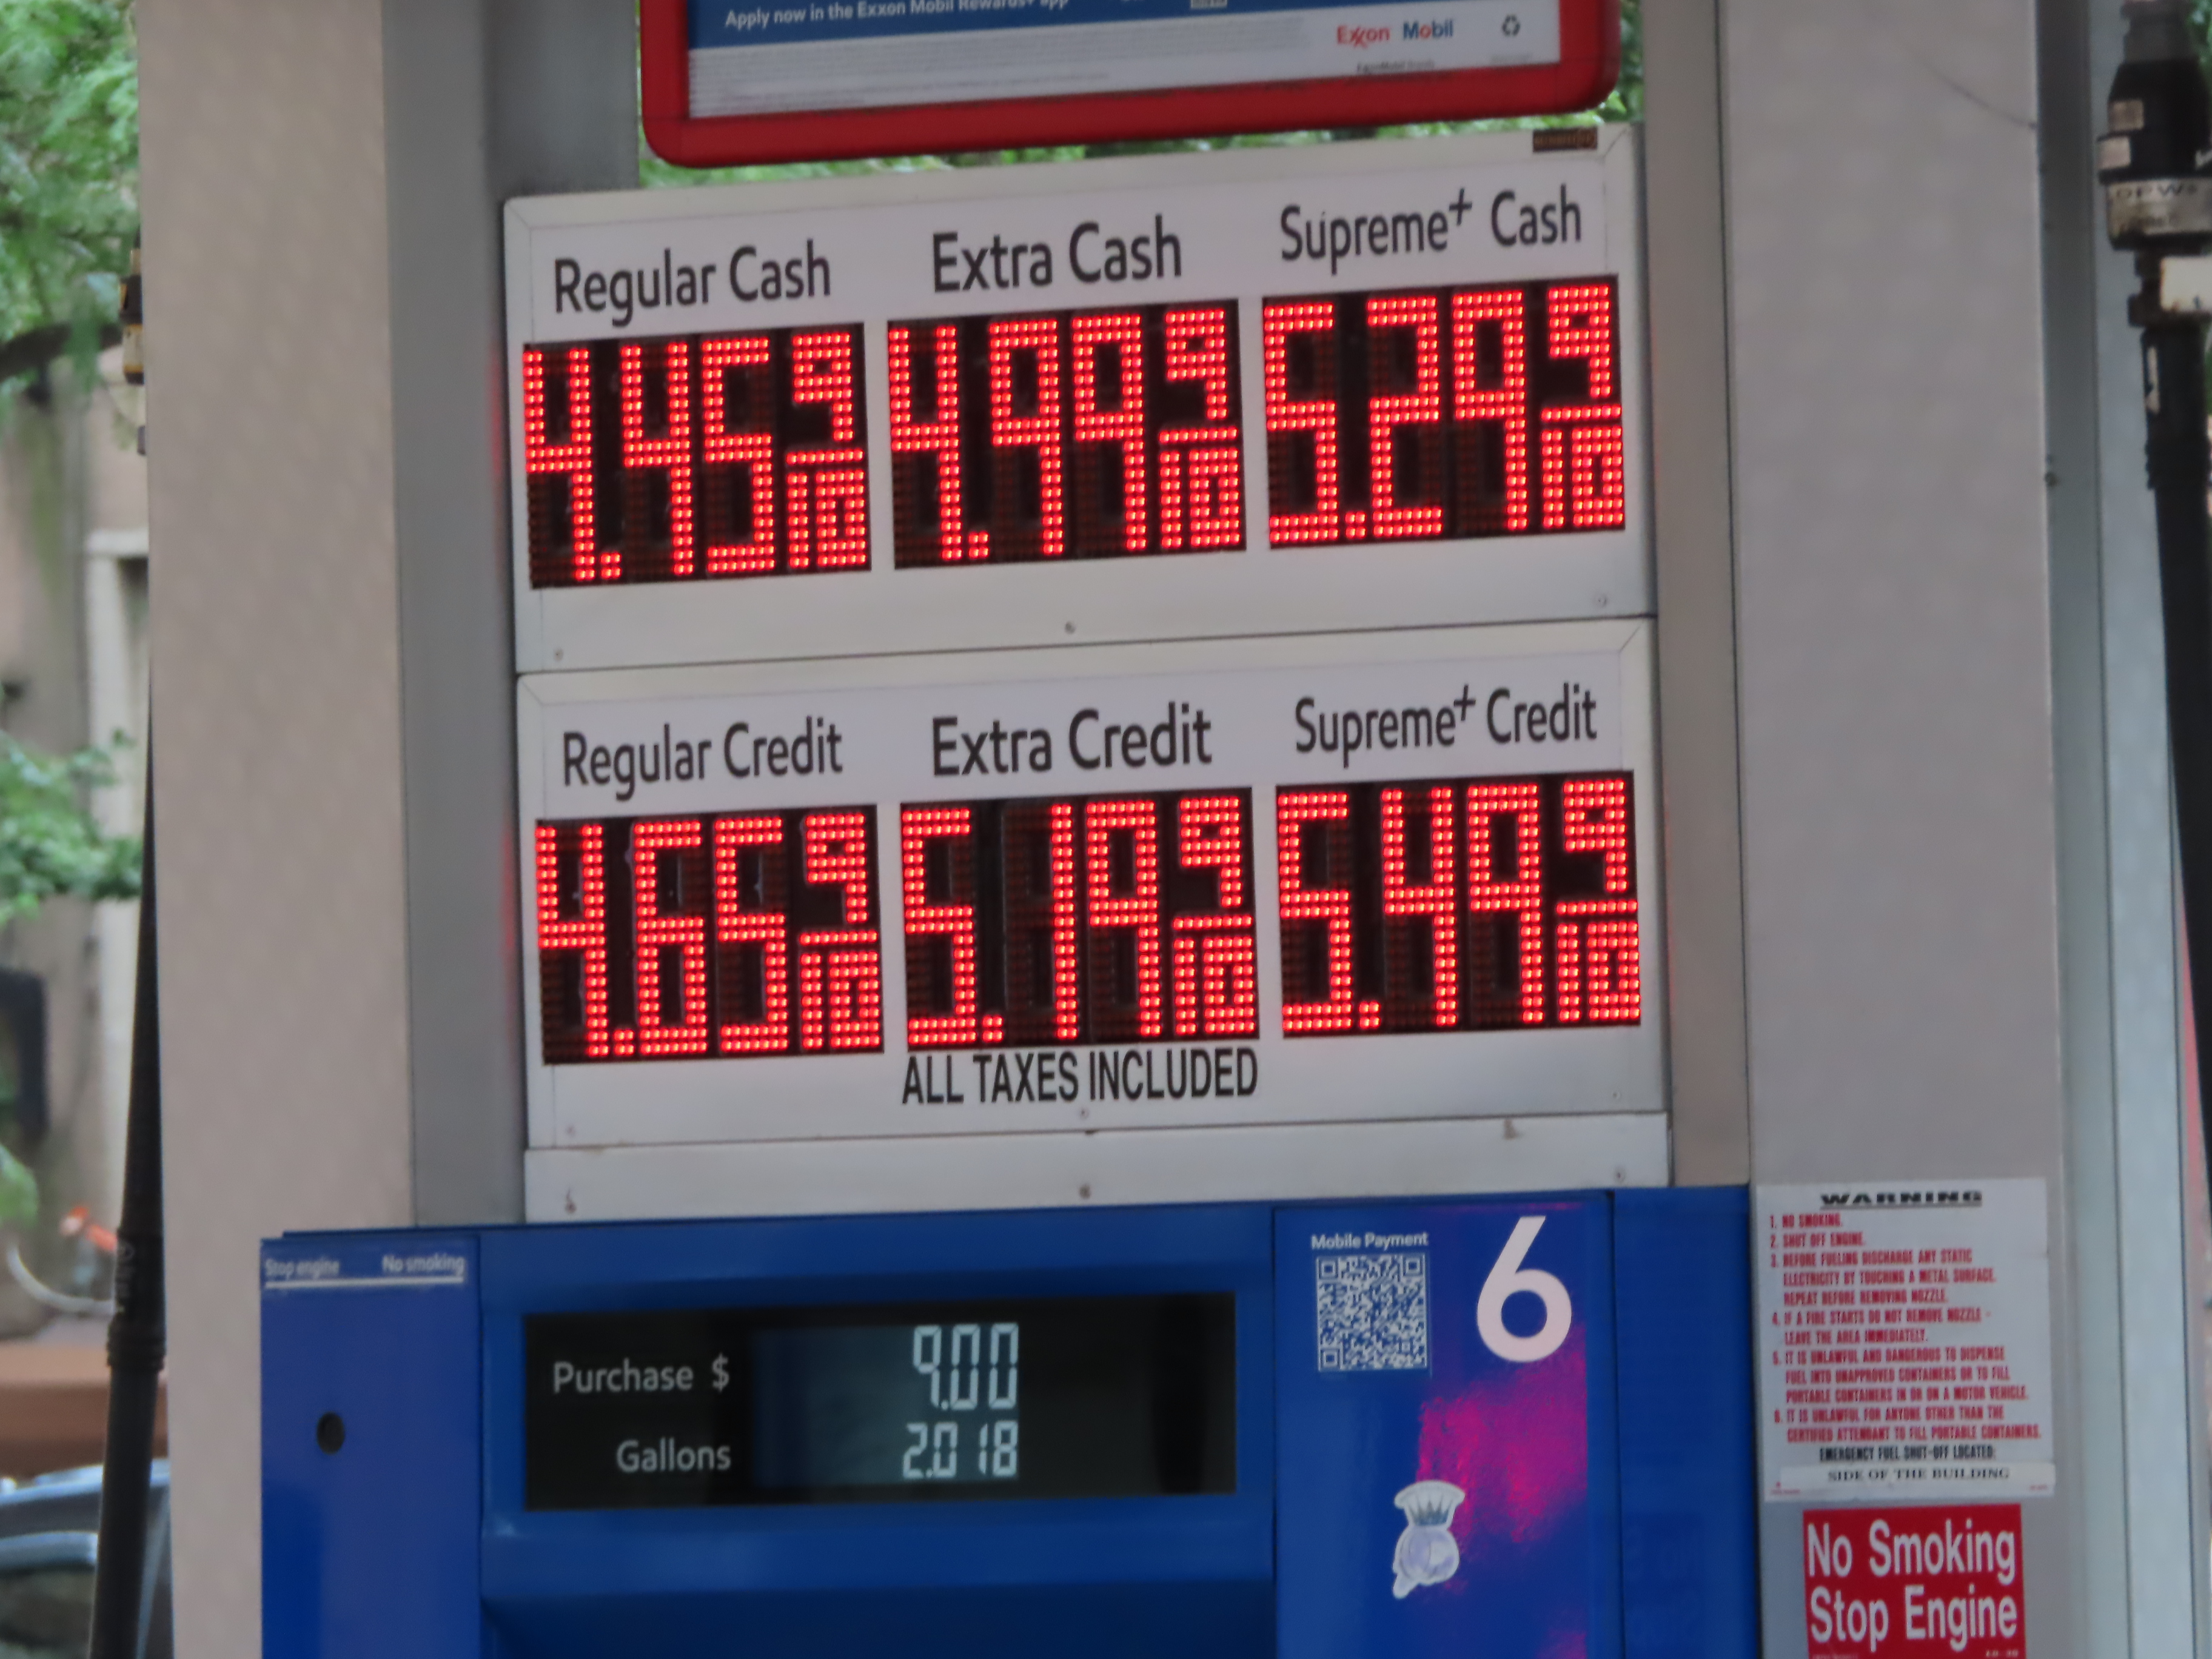 Apply now in the Exxon Mobil Rewards+ app
Exxon Mobil
Regular Cash Extra Cash Supreme+ Cash
4.45 9/10 4.99 9/10 5.29 9/10
Regular Credit Extra Credit Supreme+ Credit
4.65 9/10 5.19 9/10 5.49 9/10
ALL TAXES INCLUDED
Stop engine No smoking
Purchase $ 9.00
Gallons 2.018
Mobile Payment
6
WARNING
1. NO SMOKING.
2. SHUT OFF ENGINE.
3. BEFORE FUELING DISCHARGE ANY STATIC
ELECTRICITY BY TOUCHING A METAL SURFACE.
REPEAT BEFORE REMOVING NOZZLE.
4. IF A FIRE STARTS DO NOT REMOVE NOZZLE -
LEAVE THE AREA IMMEDIATELY.
5. IT IS UNLAWFUL AND DANGEROUS TO DISPENSE
FUEL INTO UNAPPROVED CONTAINERS OR TO FILL
PORTABLE CONTAINERS IN OR ON A MOTOR VEHICLE.
6. IT IS UNLAWFUL FOR ANYONE OTHER THAN THE
CERTIFIED ATTENDANT TO FILL PORTABLE CONTAINERS.
EMERGENCY FUEL SHUT-OFF LOCATED:
SIDE OF THE BUILDING
No Smoking
Stop Engine
OPW